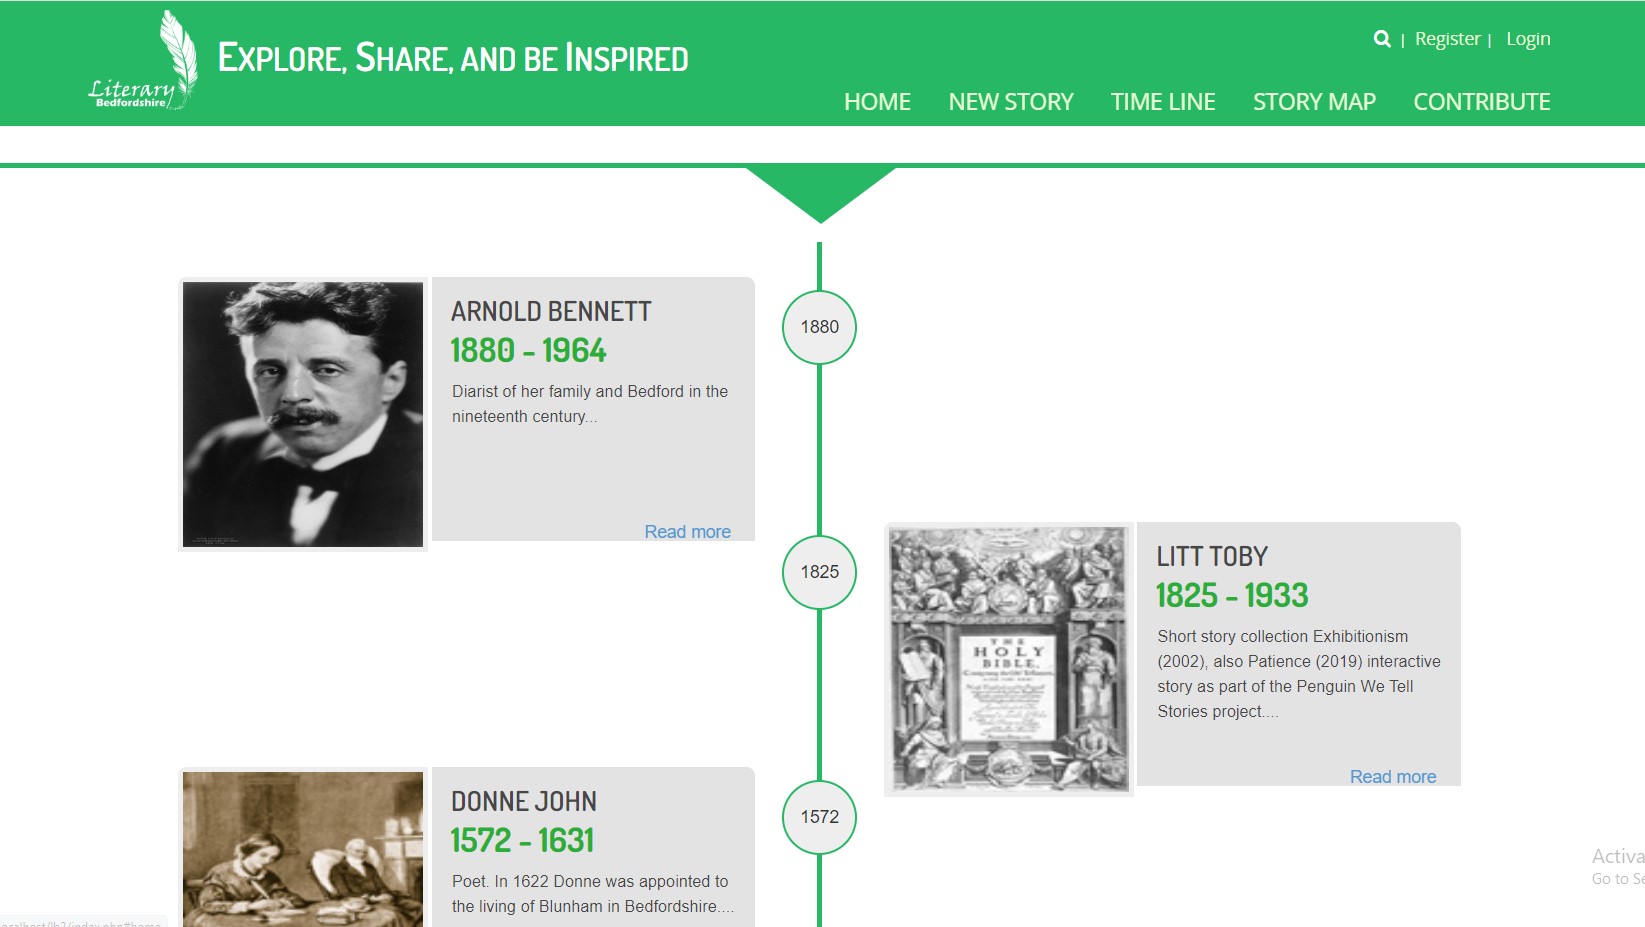 Literary
Bedfordshire
EXPLORE, SHARE, AND BE INSPIRED
| Register | Login
HOME NEW STORY TIME LINE STORY MAP CONTRIBUTE
ARNOLD BENNETT
1880 - 1964
Diarist of her family and Bedford in the
nineteenth century...
Read more
1880
1825
LITT TOBY
1825 - 1933
Short story collection Exhibitionism
(2002), also Patience (2019) interactive
story as part of the Penguin We Tell
Stories project....
Read more
THE
HOLY
BIBLE,
DONNE JOHN
1572 - 1631
Poet. In 1622 Donne was appointed to
the living of Blunham in Bedfordshire....
1572
Activa
Go to Se